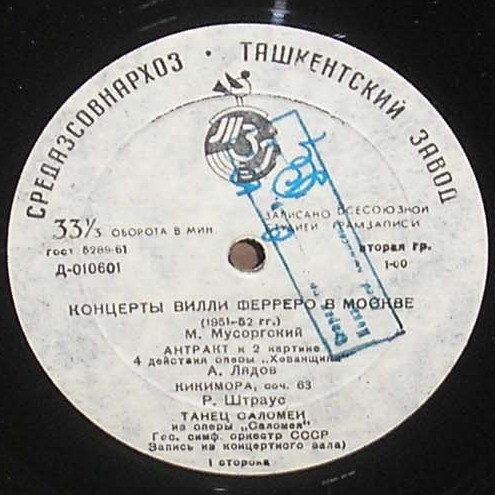 СРЕДАЗСОВНАРХОЗ · ТАШКЕНТСКИЙ ЗАВОД
ТЗГ
33⅓ ОБОРОТА В МИН.
ГОСТ 5289-61
Д-010601
ЗАПИСАНО ВСЕСОЮЗНОЙ
СТУДИЕЙ ГРАМЗАПИСИ
вторая гр.
1-00
КОНЦЕРТЫ ВИЛЛИ ФЕРРЕРО В МОСКВЕ
(1951-52 гг.)
М. Мусоргский
АНТРАКТ к 2 картине
4 действия оперы „Хованщина"
А. Лядов
КИКИМОРА, соч. 63
Р. Штраус
ТАНЕЦ САЛОМЕИ
из оперы „Саломея"
Гос. симф. оркестр СССР
Запись из концертного зала)
I сторона